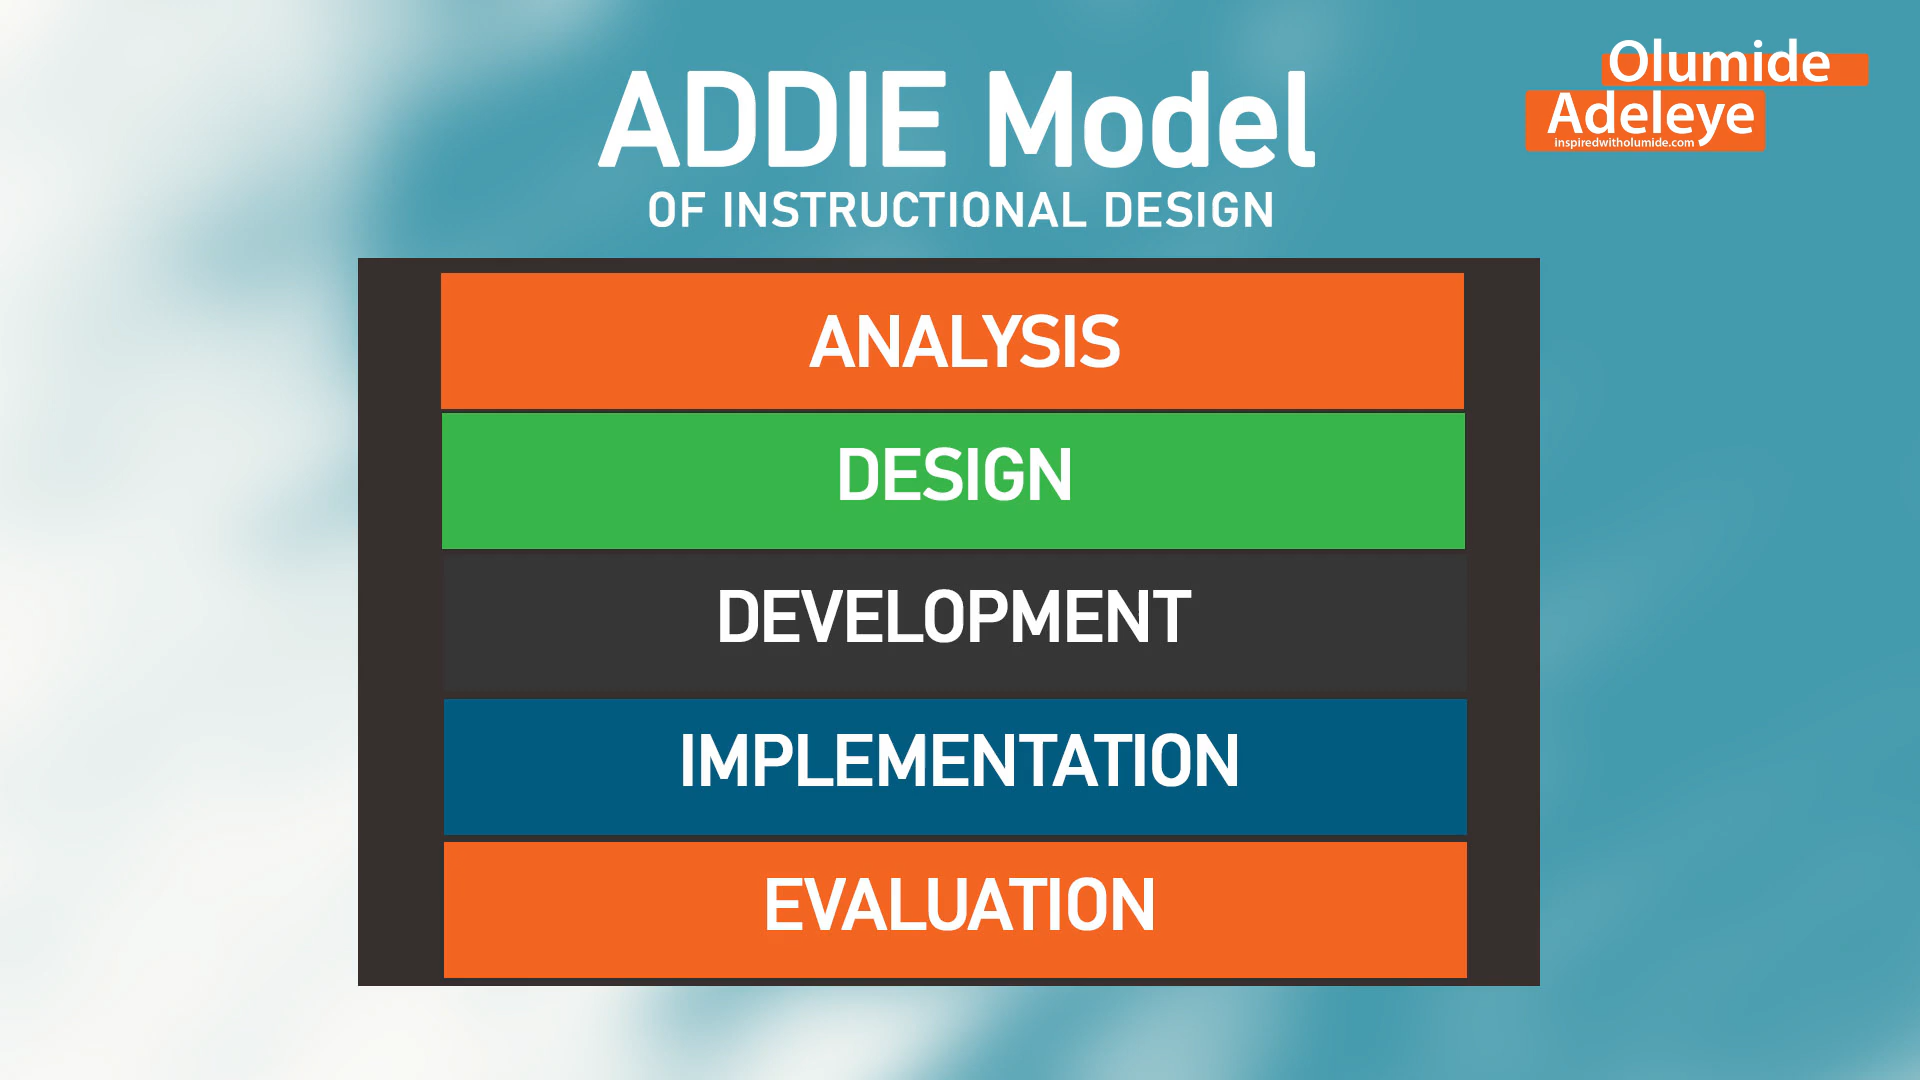 ADDIE Model
OF INSTRUCTIONAL DESIGN
Olumide
Adeleye
inspiredwitholumide.com
ANALYSIS
DESIGN
DEVELOPMENT
IMPLEMENTATION
EVALUATION